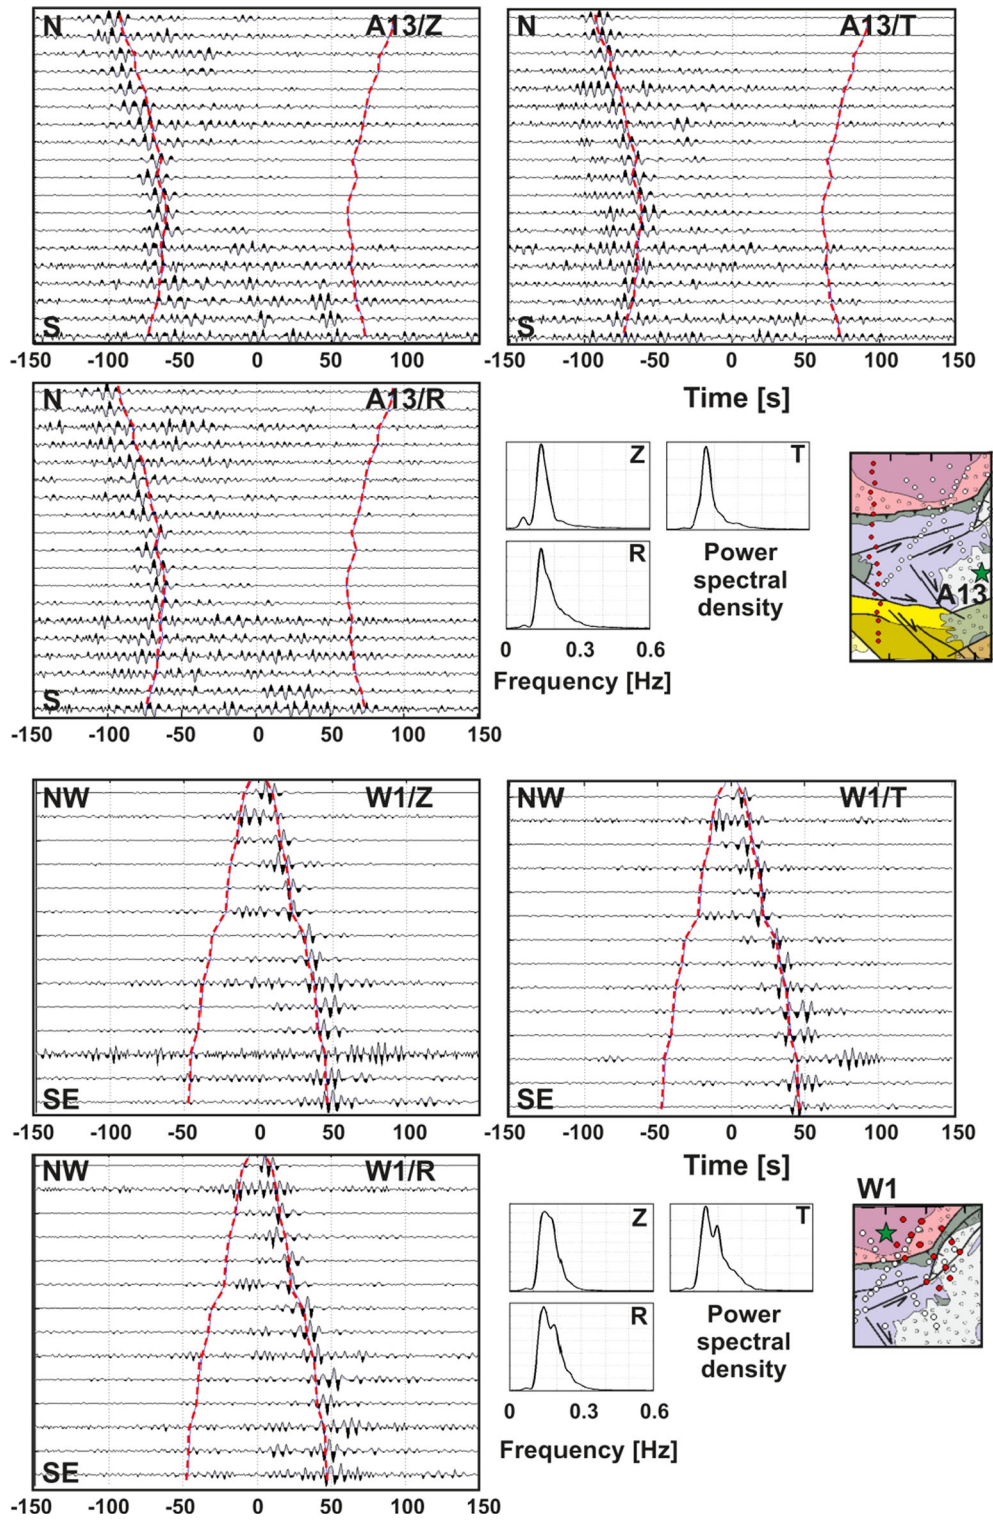 N A13/Z
S
-150 -100 -50 0 50 100 150
N A13/T
S
-150 -100 -50 0 50 100 150
Time [s]
N A13/R
S
-150 -100 -50 0 50 100 150
Z
T
R
0 0.3 0.6
Frequency [Hz]
Power
spectral
density
A13
NW W1/Z
SE
-150 -100 -50 0 50 100
NW W1/T
SE
-150 -100 -50 0 50 100 150
Time [s]
NW W1/R
SE
-150 -100 -50 0 50 100 150
Z
T
R
0 0.3 0.6
Frequency [Hz]
Power
spectral
density
W1